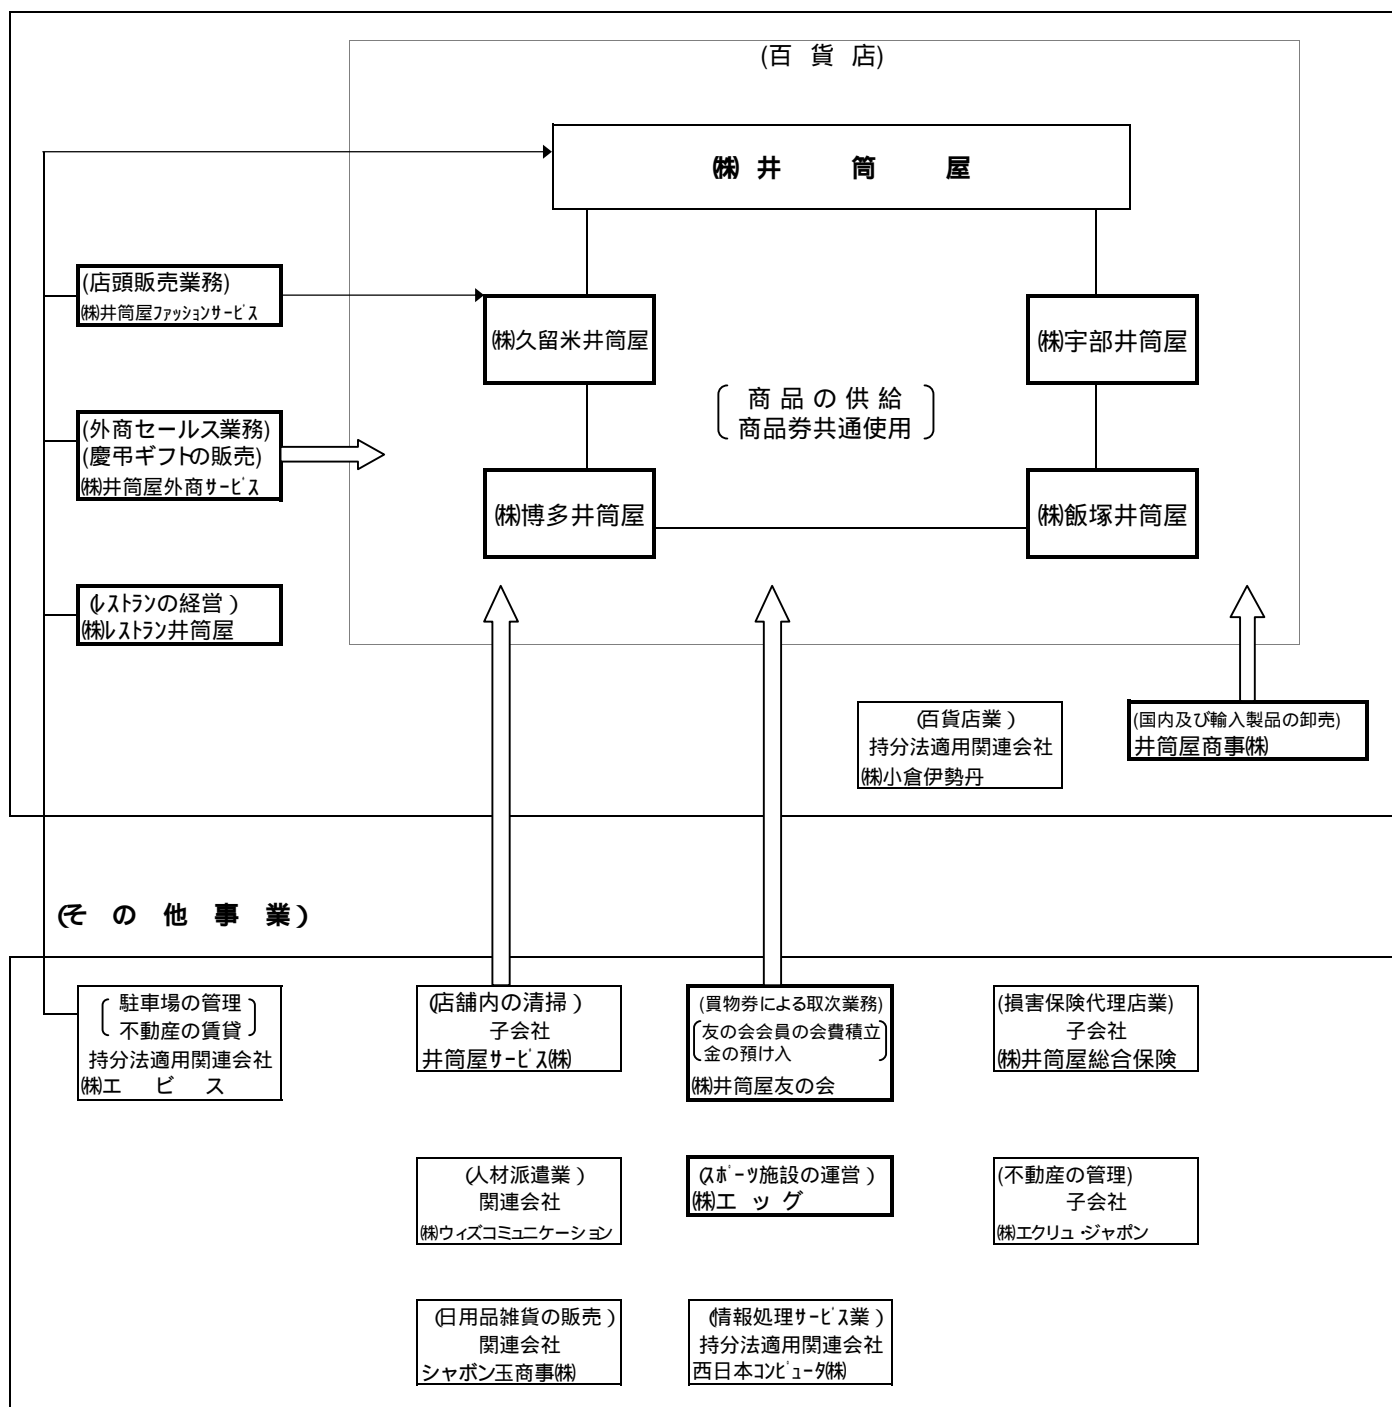 (百 貨 店)
㈱ 井 筒 屋
(店頭販売業務)
㈱井筒屋ファッションサービス
㈱久留米井筒屋
㈱宇部井筒屋
商 品 の 供 給
商品券共通使用
(外商セールス業務)
(慶弔ギフトの販売)
㈱井筒屋外商サービス
㈱博多井筒屋
㈱飯塚井筒屋
(レストランの経営)
㈱レストラン井筒屋
(百貨店業)
持分法適用関連会社
㈱小倉伊勢丹
(国内及び輸入製品の卸売)
井筒屋商事㈱
(そ の 他 事 業)
駐車場の管理
不動産の賃貸
持分法適用関連会社
㈱エ ビ ス
(店舗内の清掃)
子会社
井筒屋サービス㈱
(買物券による取次業務)
友の会会員の会費積立
金の預け入
㈱井筒屋友の会
(損害保険代理店業)
子会社
㈱井筒屋総合保険
(人材派遣業)
関連会社
㈱ウィズコミュニケーション
(スポーツ施設の運営)
㈱エ ッ グ
(不動産の管理)
子会社
㈱エクリュ・ジャポン
(日用品雑貨の販売)
関連会社
シャボン玉商事㈱
(情報処理サービス業)
持分法適用関連会社
西日本コンピュータ㈱